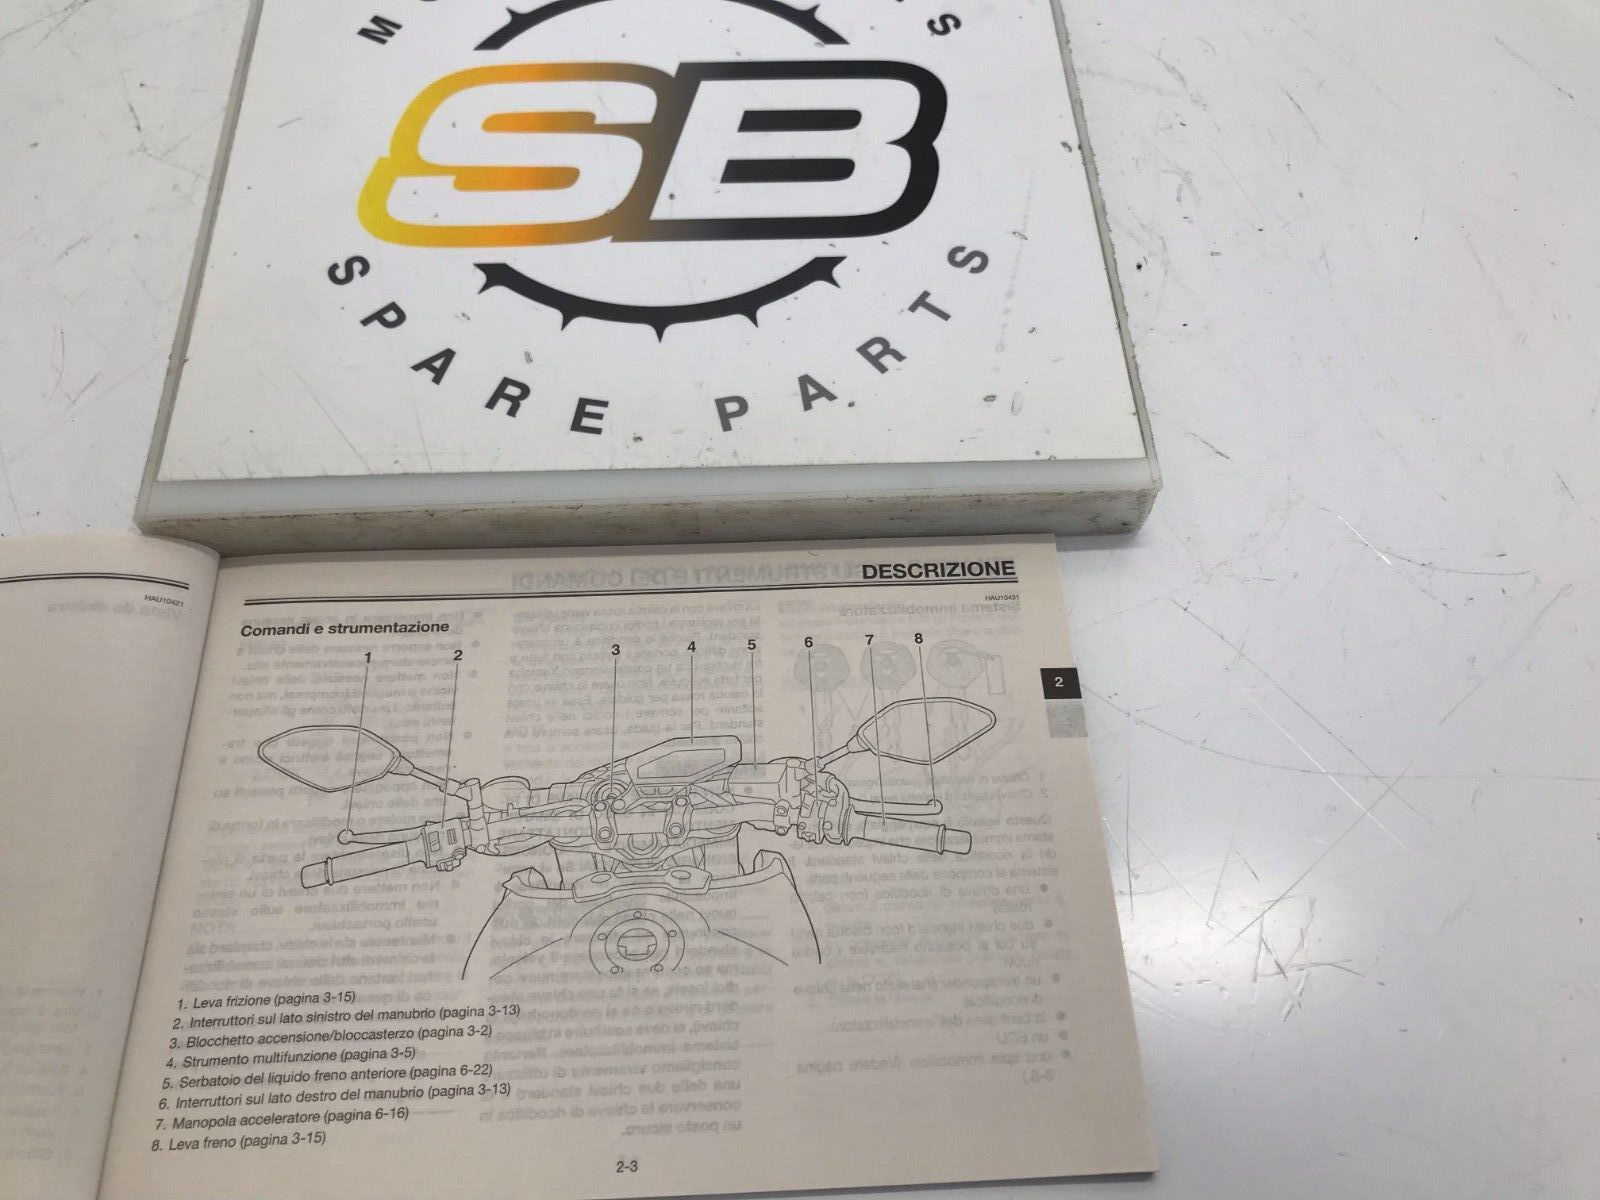 SB
SPARE PARTS
HAU10421
DESCRIZIONE
HAU10431
Comandi e strumentazione
1 2 3 4 5 6 7 8
2
1. Leva frizione (pagina 3-15)
2. Interruttori sul lato sinistro del manubrio (pagina 3-13)
3. Blocchetto accensione/bloccasterzo (pagina 3-2)
4. Strumento multifunzione (pagina 3-5)
5. Serbatoio del liquido freno anteriore (pagina 6-22)
6. Interruttori sul lato destro del manubrio (pagina 3-13)
7. Manopola acceleratore (pagina 6-16)
8. Leva freno (pagina 3-15)
2-3